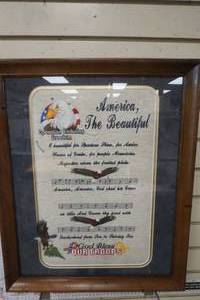 America,
The Beautiful
O beautiful for Spacious Skies, for Amber
Waves of Grain, for purple Mountain
Majesties above the fruited plain.
America, America, God shed his Grace
on thee And Crown thy good with
Brotherhood from Sea to Shining Sea
God Bless
OUR TROOPS